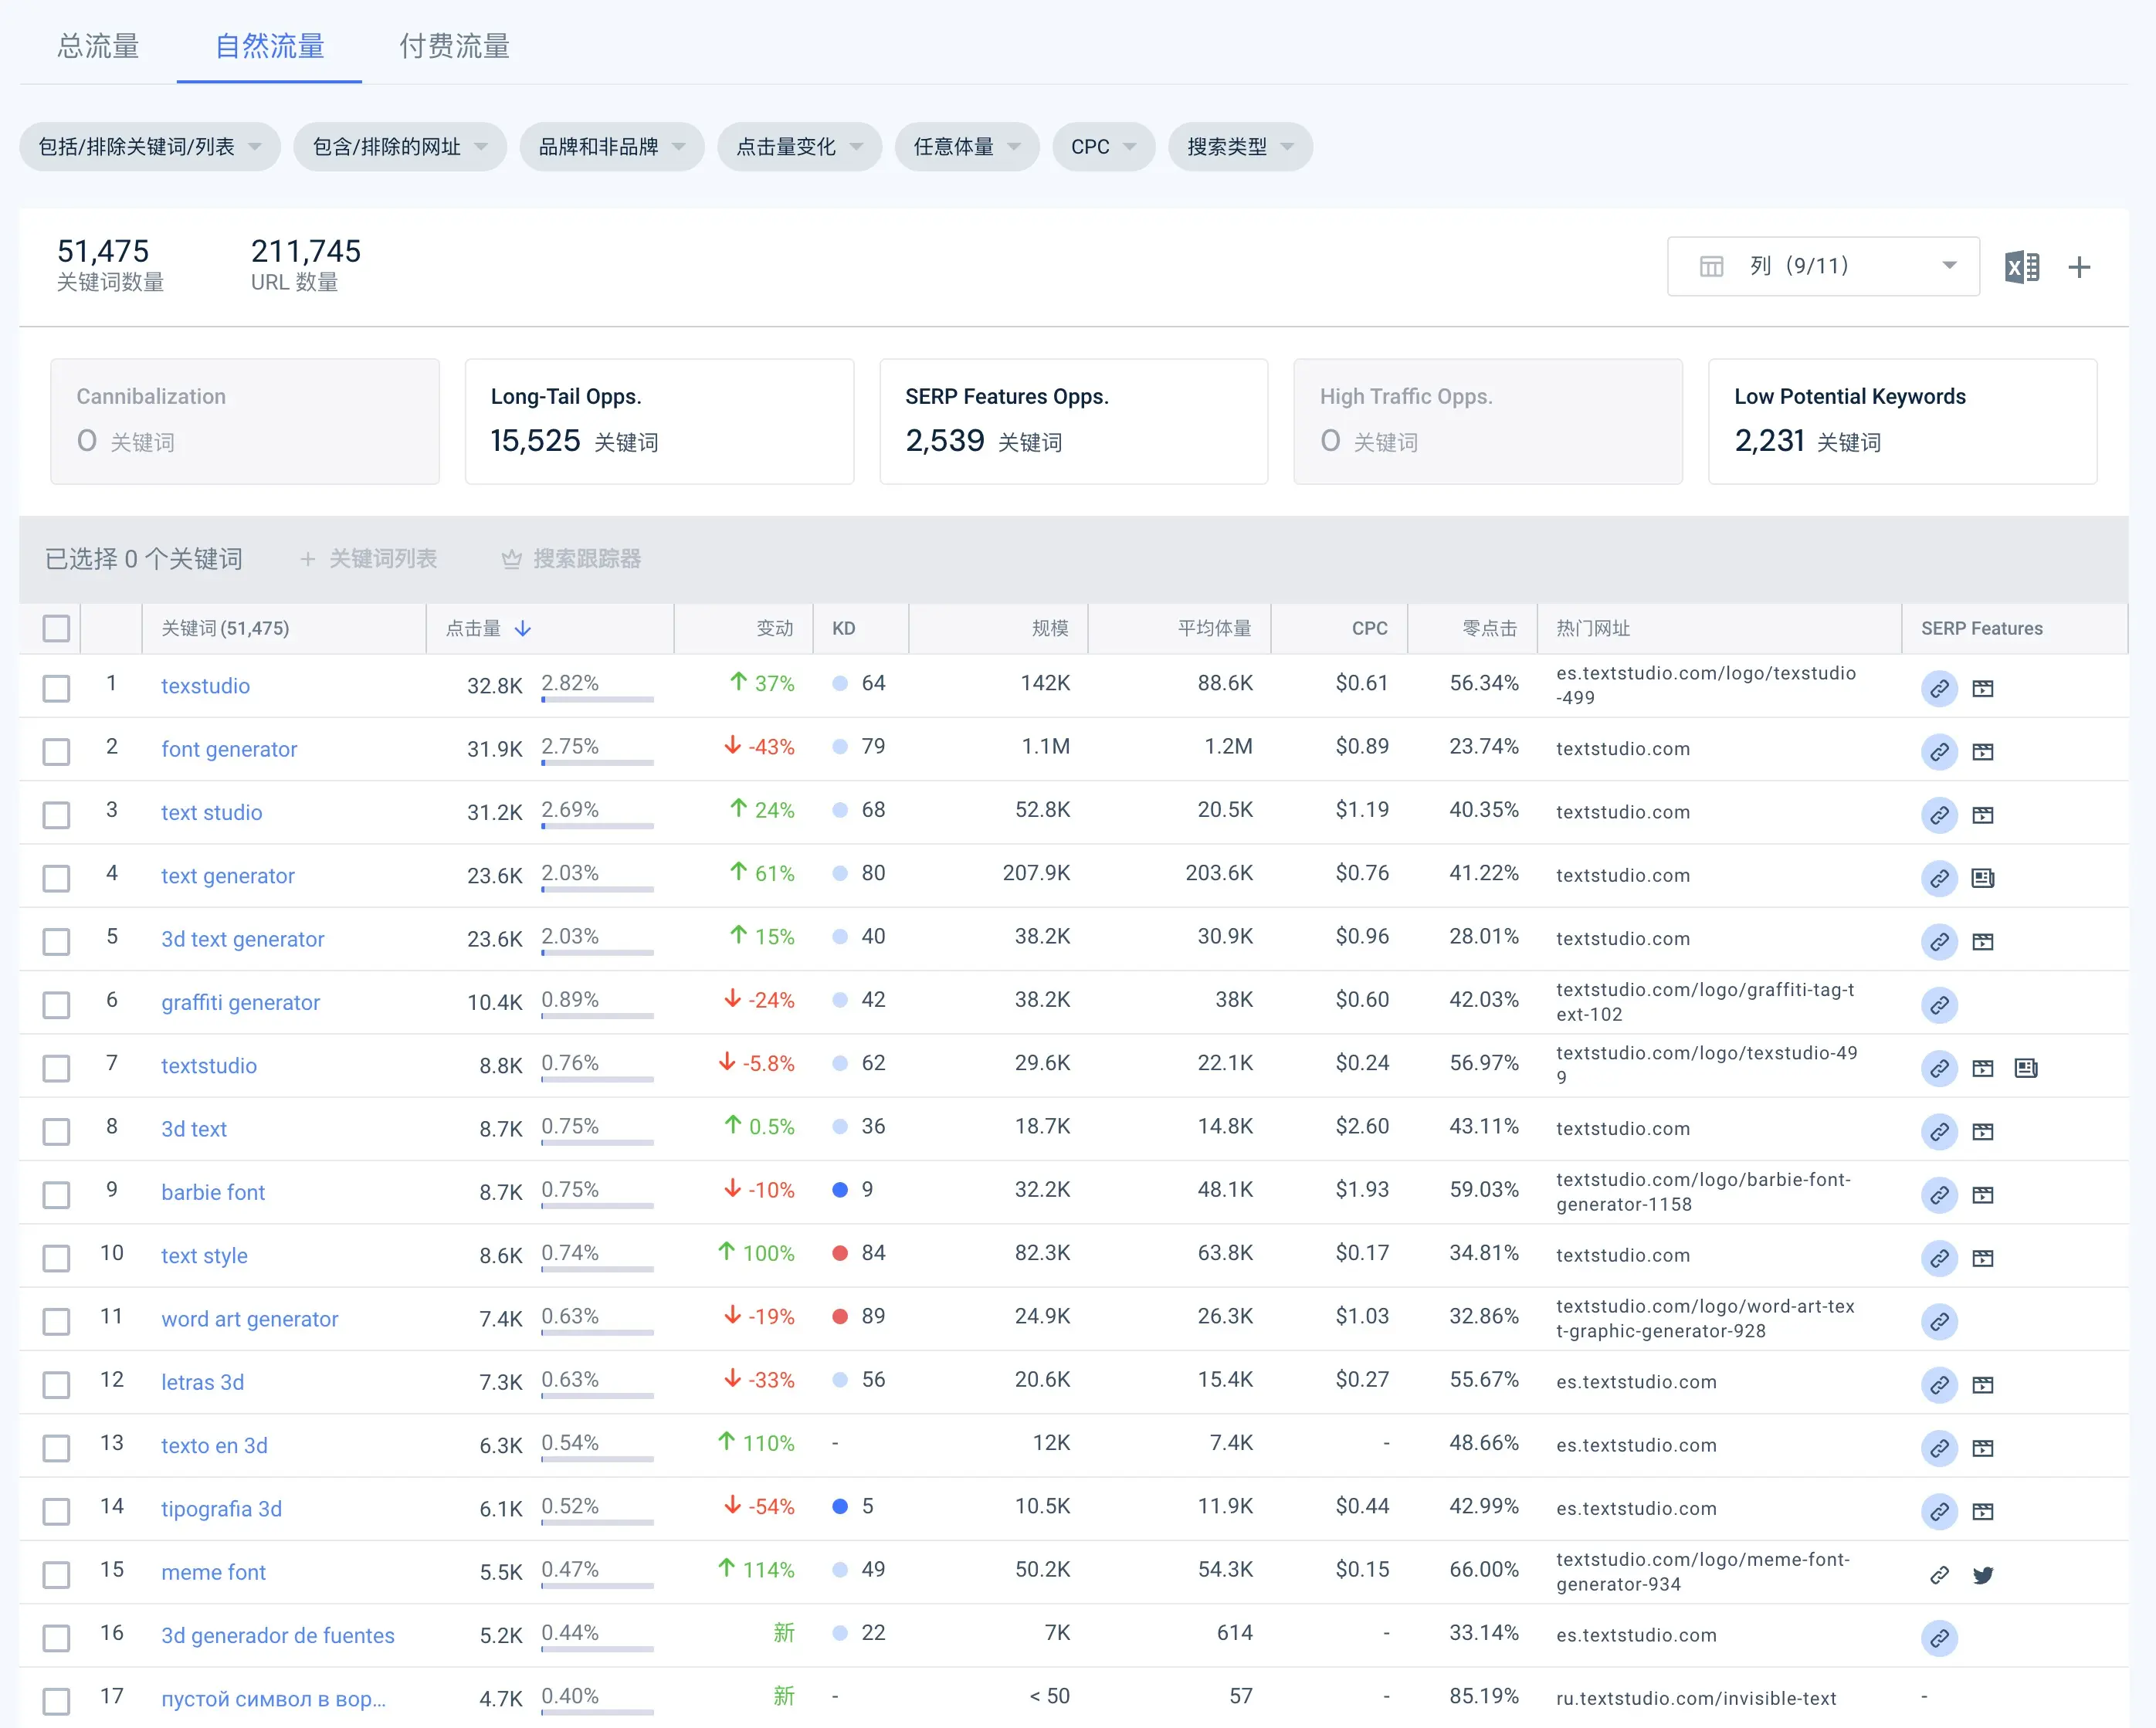 总流量 自然流量 付费流量
包括/排除关键词/列表 包含/排除的网址 品牌和非品牌 点击量变化 任意体量 CPC 搜索类型
51,475 211,745
关键词数量 URL 数量
列（9/11）
Cannibalization Long-Tail Opps. SERP Features Opps. High Traffic Opps. Low Potential Keywords
0 关键词 15,525 关键词 2,539 关键词 0 关键词 2,231 关键词
已选择 0 个关键词 + 关键词列表 搜索跟踪器
关键词 (51,475) 点击量 变动 KD 规模 平均体量 CPC 零点击 热门网址 SERP Features
1 texstudio 32.8K 2.82% 37% 64 142K 88.6K $0.61 56.34% es.textstudio.com/logo/texstudio
-499
2 font generator 31.9K 2.75% -43% 79 1.1M 1.2M $0.89 23.74% textstudio.com
3 text studio 31.2K 2.69% 24% 68 52.8K 20.5K $1.19 40.35% textstudio.com
4 text generator 23.6K 2.03% 61% 80 207.9K 203.6K $0.76 41.22% textstudio.com
5 3d text generator 23.6K 2.03% 15% 40 38.2K 30.9K $0.96 28.01% textstudio.com
6 graffiti generator 10.4K 0.89% -24% 42 38.2K 38K $0.60 42.03% textstudio.com/logo/graffiti-tag-t
ext-102
7 textstudio 8.8K 0.76% -5.8% 62 29.6K 22.1K $0.24 56.97% textstudio.com/logo/texstudio-49
9
8 3d text 8.7K 0.75% 0.5% 36 18.7K 14.8K $2.60 43.11% textstudio.com
9 barbie font 8.7K 0.75% -10% 9 32.2K 48.1K $1.93 59.03% textstudio.com/logo/barbie-font-
generator-1158
10 text style 8.6K 0.74% 100% 84 82.3K 63.8K $0.17 34.81% textstudio.com
11 word art generator 7.4K 0.63% -19% 89 24.9K 26.3K $1.03 32.86% textstudio.com/logo/word-art-tex
t-graphic-generator-928
12 letras 3d 7.3K 0.63% -33% 56 20.6K 15.4K $0.27 55.67% es.textstudio.com
13 texto en 3d 6.3K 0.54% 110% - 12K 7.4K - 48.66% es.textstudio.com
14 tipografia 3d 6.1K 0.52% -54% 5 10.5K 11.9K $0.44 42.99% es.textstudio.com
15 meme font 5.5K 0.47% 114% 49 50.2K 54.3K $0.15 66.00% textstudio.com/logo/meme-font-
generator-934
16 3d generador de fuentes 5.2K 0.44% 新 22 7K 614 - 33.14% es.textstudio.com
17 пустой символ в вор... 4.7K 0.40% 新 - < 50 57 - 85.19% ru.textstudio.com/invisible-text -